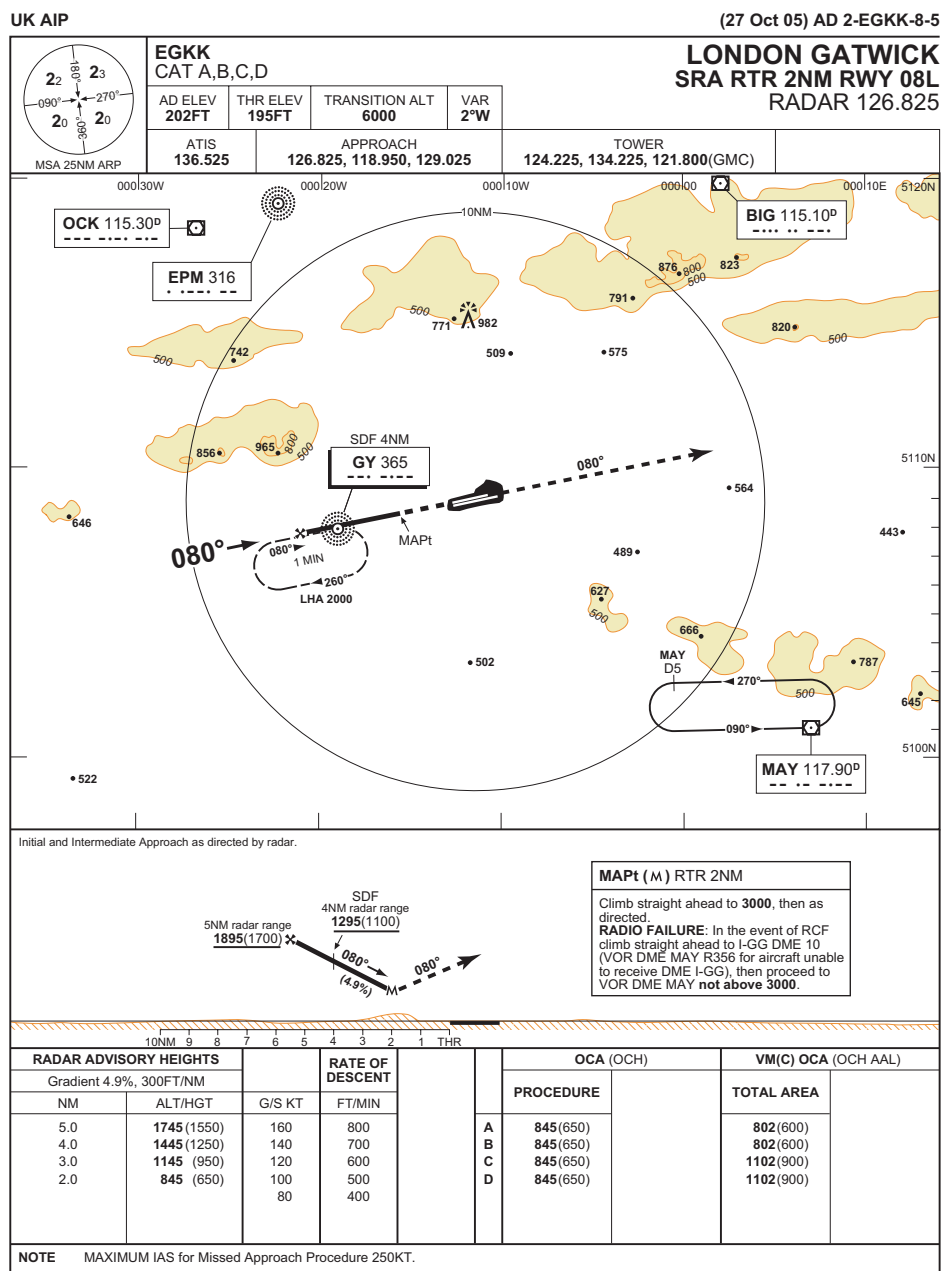 UK AIP
(27 Oct 05) AD 2-EGKK-8-5
180°
22
23
090°
270°
20
20
360°
MSA 25NM ARP
EGKK
CAT A,B,C,D
LONDON GATWICK
SRA RTR 2NM RWY 08L
RADAR 126.825
AD ELEV
202FT
THR ELEV
195FT
TRANSITION ALT
6000
VAR
2°W
ATIS
136.525
APPROACH
126.825, 118.950, 129.025
TOWER
124.225, 134.225, 121.800(GMC)
00030W
00020W
00010W
00000
00010E
5120N
10NM
OCK 115.30D
--- -·-· -·-
BIG 115.10D
-··· ·· --·
EPM 316
· ·--· --
876
800
500
823
791
500
771
982
820
500
742
500
509
575
856
965
800
500
SDF 4NM
GY 365
--· -·--
080°
5110N
564
646
080°
080°
1 MIN
MAPt
260°
LHA 2000
489
443
627
500
666
MAY
D5
787
502
270°
500
645
090°
5100N
MAY 117.90D
-- ·- -·--
522
Initial and Intermediate Approach as directed by radar.
SDF
4NM radar range
1295(1100)
5NM radar range
1895(1700)
080°
(4.9%)
M
080°
MAPt (M) RTR 2NM
Climb straight ahead to 3000, then as
directed.
RADIO FAILURE: In the event of RCF
climb straight ahead to I-GG DME 10
(VOR DME MAY R356 for aircraft unable
to receive DME I-GG), then proceed to
VOR DME MAY not above 3000.
10NM 9 8 7 6 5 4 3 2 1 THR
RADAR ADVISORY HEIGHTS
RATE OF
DESCENT
OCA (OCH)
VM(C) OCA (OCH AAL)
Gradient 4.9%, 300FT/NM
PROCEDURE
TOTAL AREA
NM ALT/HGT G/S KT FT/MIN
5.0 1745 (1550) 160 800 A 845(650) 802(600)
4.0 1445 (1250) 140 700 B 845(650) 802(600)
3.0 1145 (950) 120 600 C 845(650) 1102(900)
2.0 845 (650) 100 500 D 845(650) 1102(900)
80 400
NOTE MAXIMUM IAS for Missed Approach Procedure 250KT.